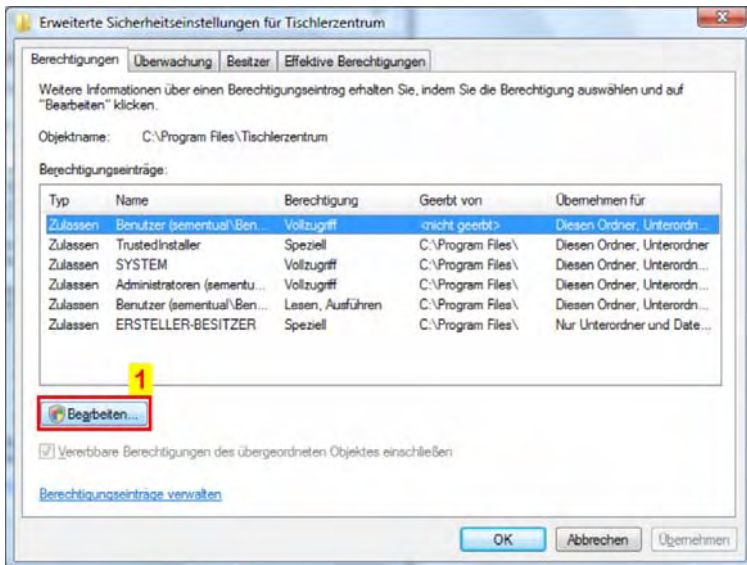 Erweiterte Sicherheitseinstellungen für Tischlerzentrum
Berechtigungen Überwachung Besitzer Effektive Berechtigungen
Weitere Informationen über einen Berechtigungseintrag erhalten Sie, indem Sie die Berechtigung auswählen und auf
"Bearbeiten" klicken.
Objektname: C:\Program Files\Tischlerzentrum
Berechtigungseinträge:
Typ Name Berechtigung Geerbt von Übernehmen für
Zulassen Benutzer (sementual\Ben... Vollzugriff <nicht geerbt> Diesen Ordner, Unterordn...
Zulassen TrustedInstaller Speziell C:\Program Files\ Diesen Ordner, Unterordner
Zulassen SYSTEM Vollzugriff C:\Program Files\ Diesen Ordner, Unterordn...
Zulassen Administratoren (sementu... Vollzugriff C:\Program Files\ Diesen Ordner, Unterordn...
Zulassen Benutzer (sementual\Ben... Lesen, Ausführen C:\Program Files\ Diesen Ordner, Unterordn...
Zulassen ERSTELLER-BESITZER Speziell C:\Program Files\ Nur Unterordner und Date...
1
Bearbeiten...
Vererbbare Berechtigungen des übergeordneten Objektes einschließen
Berechtigungseinträge verwalten
OK Abbrechen Übernehmen